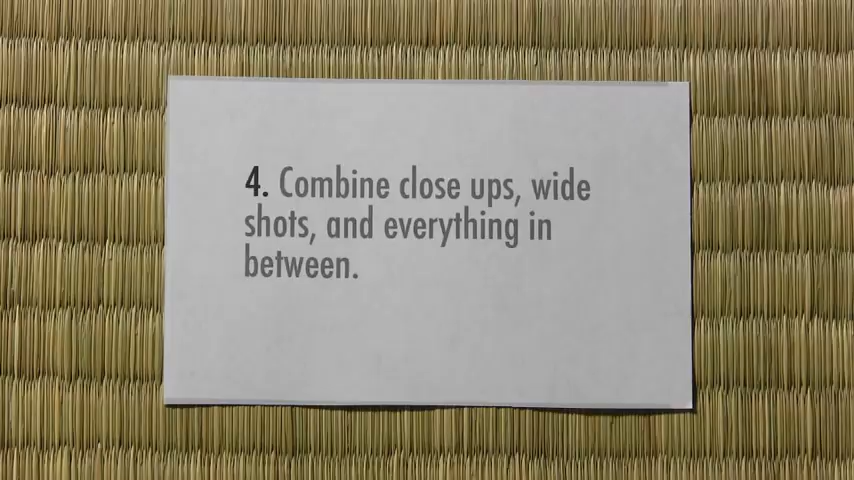 4. Combine close ups, wide
shots, and everything in
between.